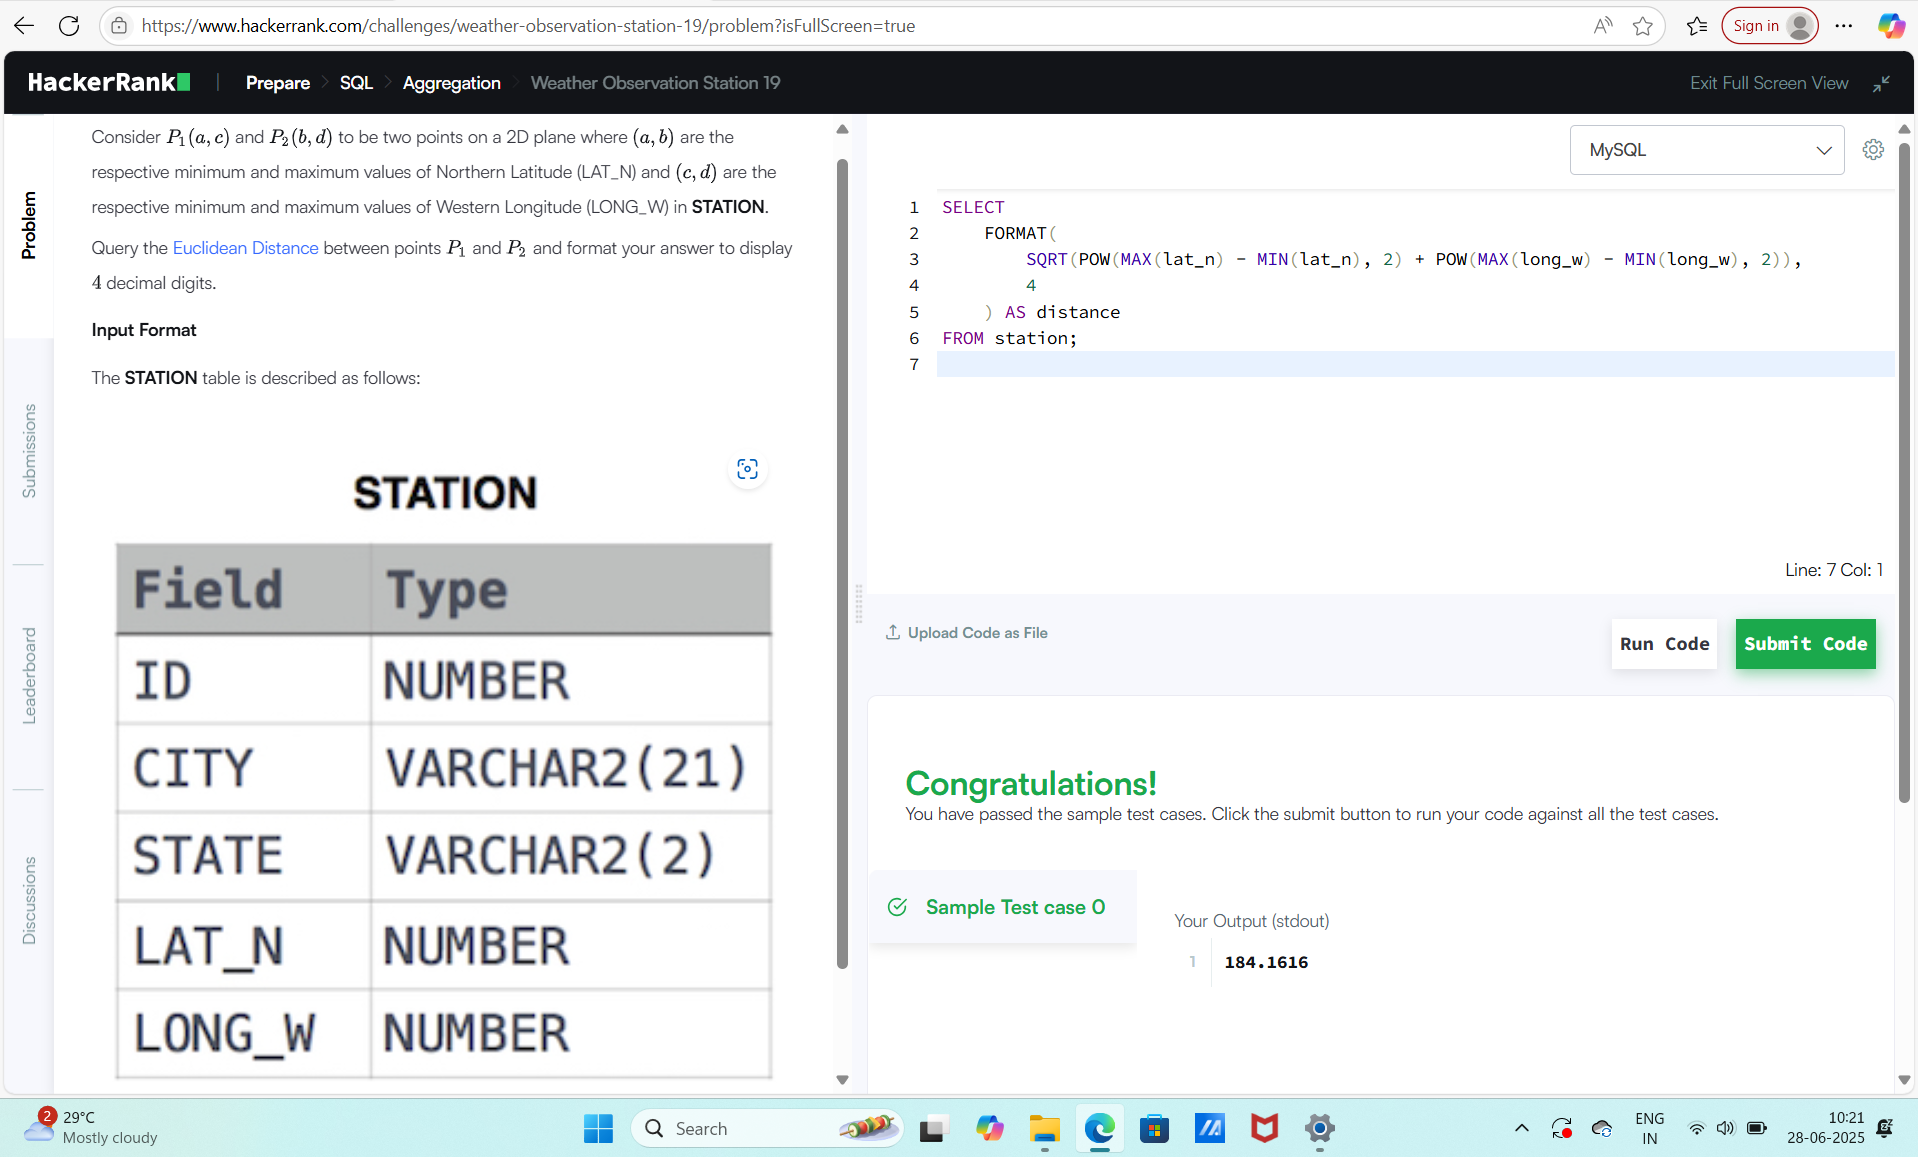 https://www.hackerrank.com/challenges/weather-observation-station-19/problem?isFullScreen=true
Sign in
HackerRank
Prepare
SQL
Aggregation
Weather Observation Station 19
Exit Full Screen View
Problem
Submissions
Leaderboard
Discussions
Consider P₁(a, c) and P₂(b, d) to be two points on a 2D plane where (a, b) are the
respective minimum and maximum values of Northern Latitude (LAT_N) and (c, d) are the
respective minimum and maximum values of Western Longitude (LONG_W) in STATION.
Query the Euclidean Distance between points P₁ and P₂ and format your answer to display
4 decimal digits.
Input Format
The STATION table is described as follows:
STATION
Field Type
ID NUMBER
CITY VARCHAR2(21)
STATE VARCHAR2(2)
LAT_N NUMBER
LONG_W NUMBER
MySQL
1 SELECT
2 FORMAT(
3 SQRT(POW(MAX(lat_n) - MIN(lat_n), 2) + POW(MAX(long_w) - MIN(long_w), 2)),
4 4
5 ) AS distance
6 FROM station;
7
Line: 7 Col: 1
Upload Code as File
Run Code
Submit Code
Congratulations!
You have passed the sample test cases. Click the submit button to run your code against all the test cases.
Sample Test case 0
Your Output (stdout)
1 184.1616
2
29°C
Mostly cloudy
Search
ENG
IN
10:21
28-06-2025